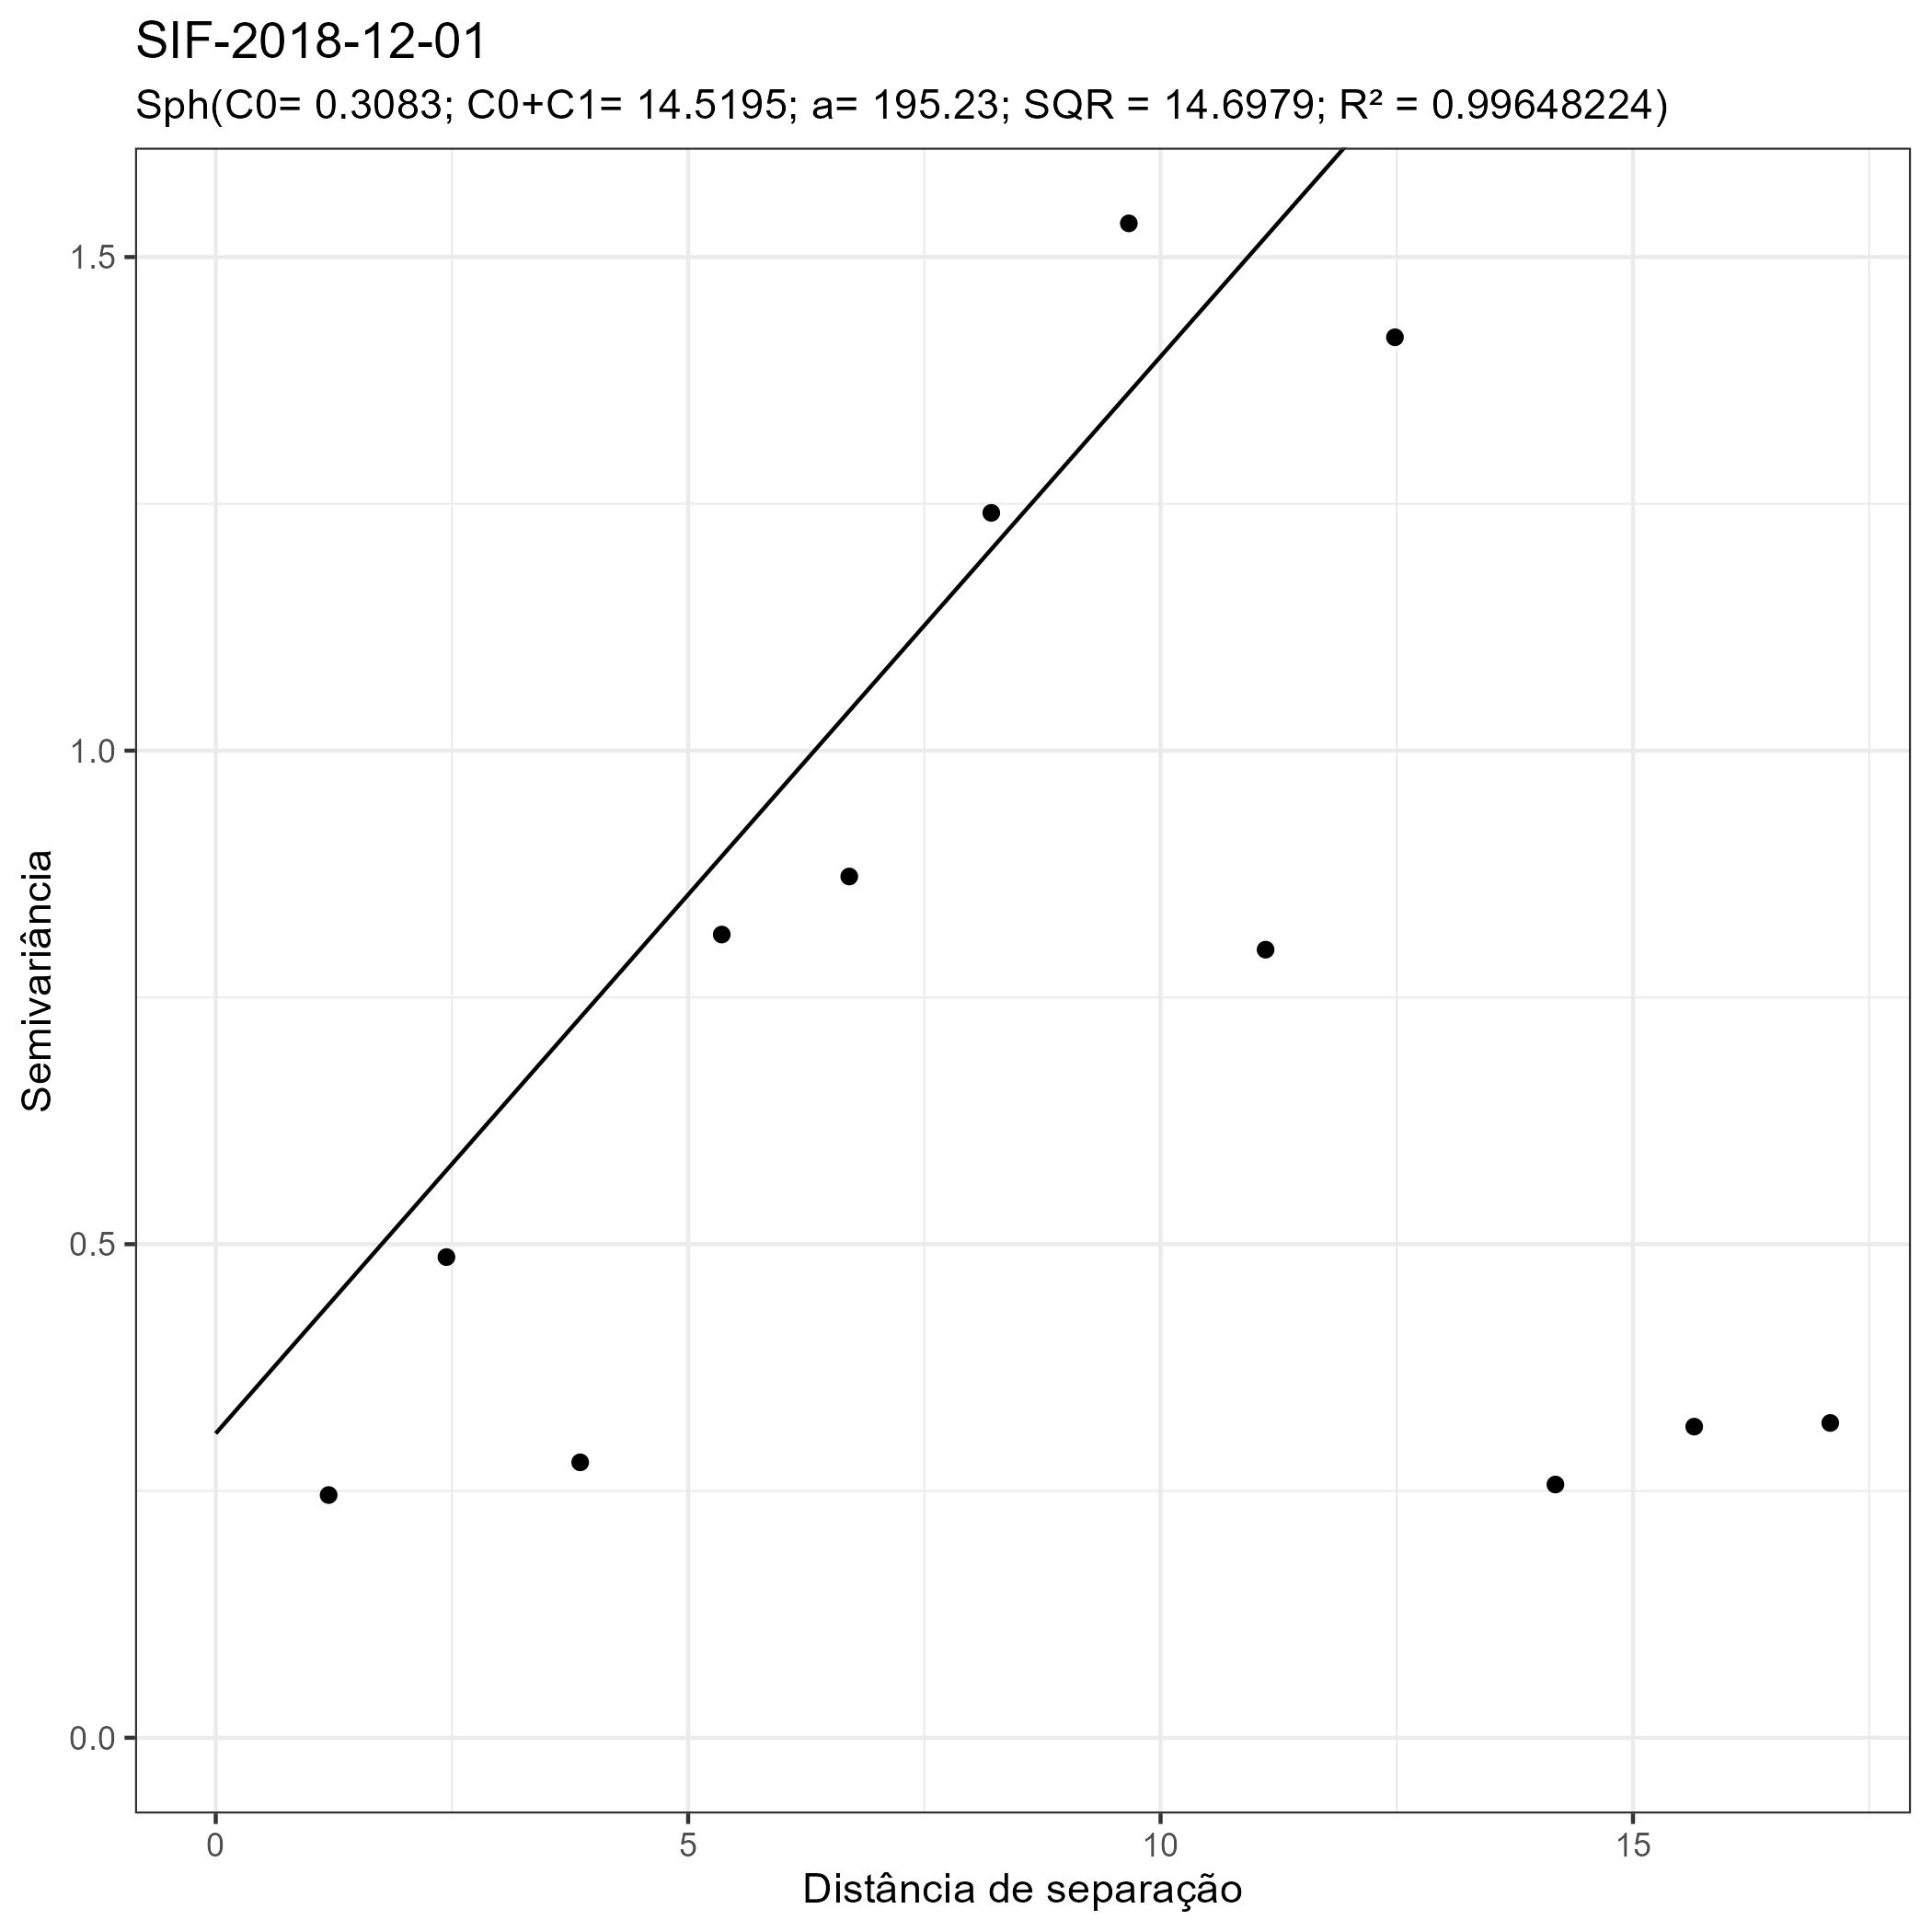 SIF-2018-12-01
Sph(C0= 0.3083; C0+C1= 14.5195; a= 195.23; SQR = 14.6979; R² = 0.99648224)
1.5
1.0
0.5
0.0
Semivariância
0 5 10 15
Distância de separação